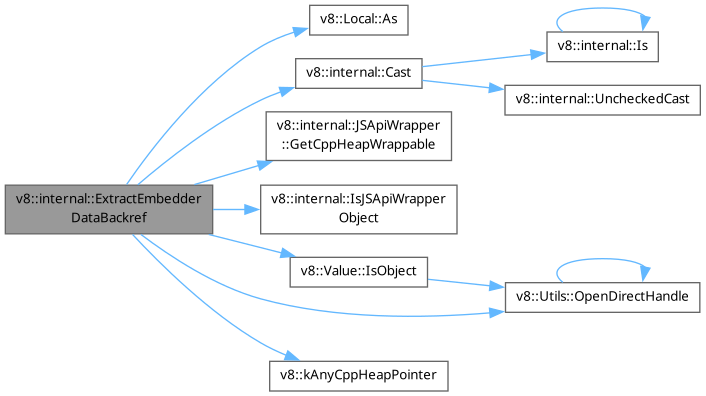 v8::Local::As
v8::internal::Is
v8::internal::Cast
v8::internal::UncheckedCast
v8::internal::JSApiWrapper
::GetCppHeapWrappable
v8::internal::ExtractEmbedder
DataBackref
v8::internal::IsJSApiWrapper
Object
v8::Value::IsObject
v8::Utils::OpenDirectHandle
v8::kAnyCppHeapPointer